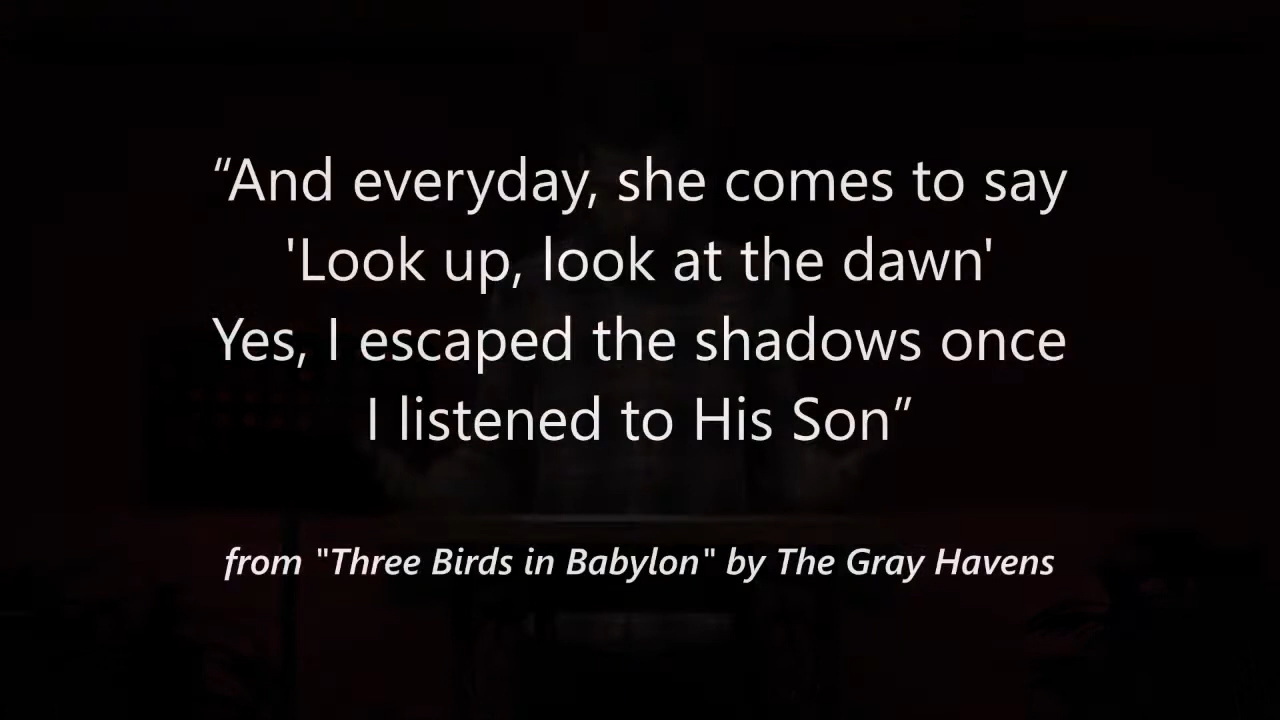 “And everyday, she comes to say
'Look up, look at the dawn'
Yes, I escaped the shadows once
I listened to His Son”
from "Three Birds in Babylon" by The Gray Havens